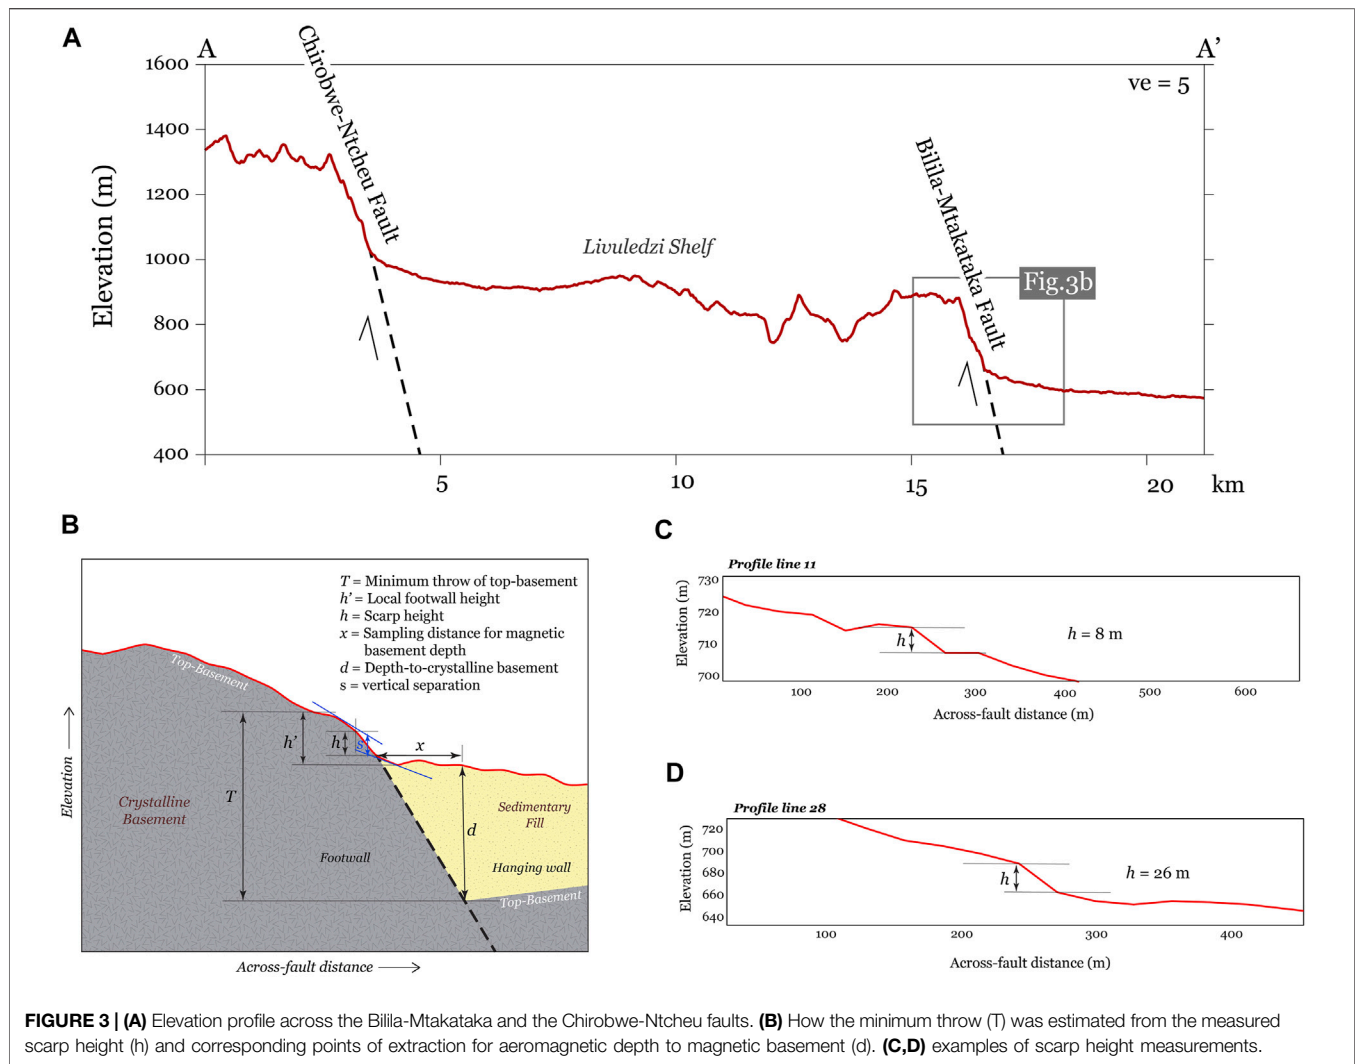 A
A
A'
Chirobwe-Ntcheu Fault
Bilila-Mtakataka Fault
ve = 5
Livuledzi Shelf
Fig.3b
Elevation (m)
1600
1400
1200
1000
800
600
400
5
10
15
20
km
B
T = Minimum throw of top-basement
h' = Local footwall height
h = Scarp height
x = Sampling distance for magnetic
basement depth
d = Depth-to-crystalline basement
s = vertical separation
Top-Basement
h'
h
s
x
T
d
Crystalline
Basement
Sedimentary
Fill
Footwall
Hanging wall
Top-Basement
Elevation
Across-fault distance
C
Profile line 11
Elevation (m)
730
720
710
700
h
h = 8 m
100
200
300
400
500
600
Across-fault distance (m)
D
Profile line 28
Elevation (m)
720
700
680
660
640
h
h = 26 m
100
200
300
400
Across-fault distance (m)
FIGURE 3 | (A) Elevation profile across the Bilila-Mtakataka and the Chirobwe-Ntcheu faults. (B) How the minimum throw (T) was estimated from the measured
scarp height (h) and corresponding points of extraction for aeromagnetic depth to magnetic basement (d). (C,D) examples of scarp height measurements.